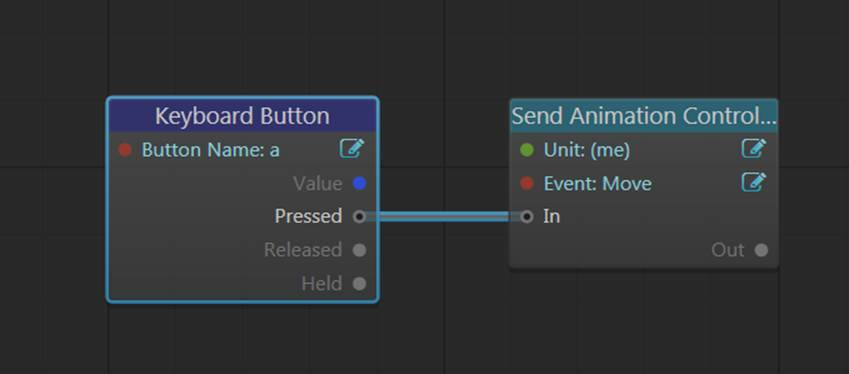 Keyboard Button
Button Name: a
Value
Pressed
Released
Held
Send Animation Control...
Unit: (me)
Event: Move
In
Out